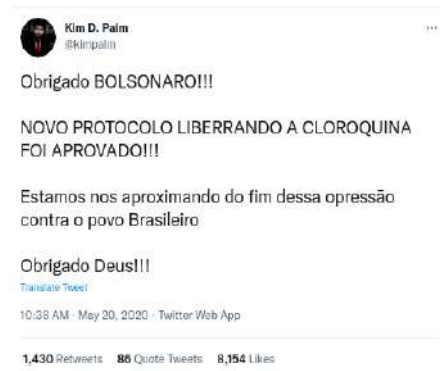 Kim D. Paim
@kimpaim
Obrigado BOLSONARO!!!
NOVO PROTOCOLO LIBERRANDO A CLOROQUINA
FOI APROVADO!!!
Estamos nos aproximando do fim dessa opressão
contra o povo Brasileiro
Obrigado Deus!!!
Translate Tweet
10:38 AM · May 20, 2020 · Twitter Web App
1,430 Retweets 86 Quote Tweets 8,154 Likes